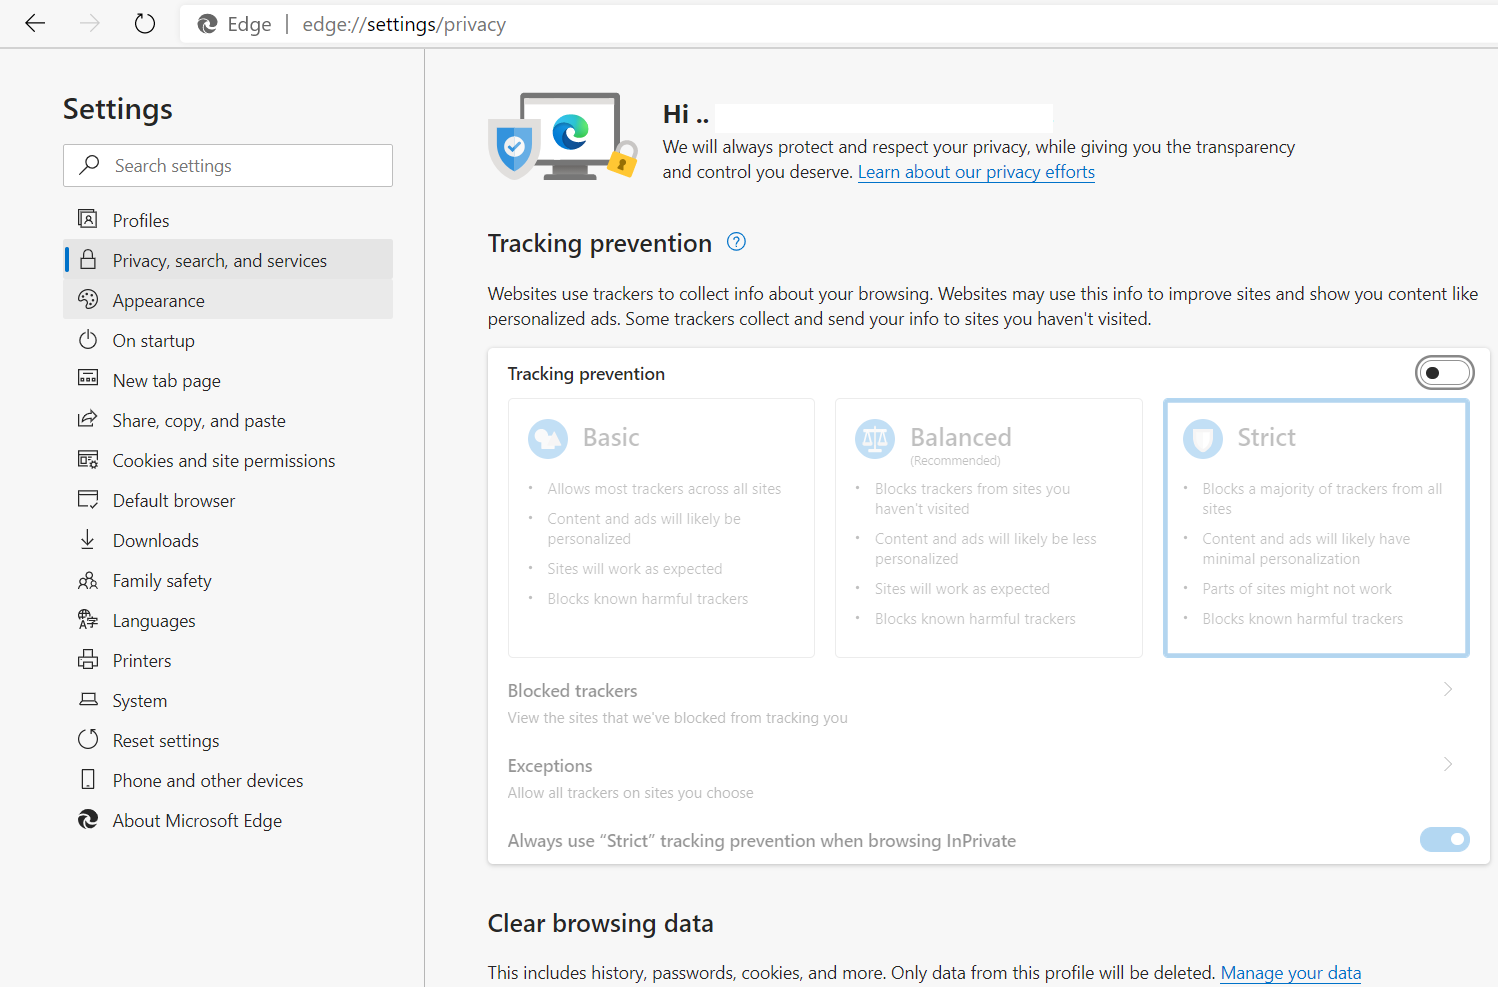 Edge | edge://settings/privacy
Settings
Search settings
Profiles
Privacy, search, and services
Appearance
On startup
New tab page
Share, copy, and paste
Cookies and site permissions
Default browser
Downloads
Family safety
Languages
Printers
System
Reset settings
Phone and other devices
About Microsoft Edge
Hi ..
We will always protect and respect your privacy, while giving you the transparency
and control you deserve. Learn about our privacy efforts
Tracking prevention ?
Websites use trackers to collect info about your browsing. Websites may use this info to improve sites and show you content like
personalized ads. Some trackers collect and send your info to sites you haven't visited.
Tracking prevention
Basic
• Allows most trackers across all sites
• Content and ads will likely be
personalized
• Sites will work as expected
• Blocks known harmful trackers
Balanced
(Recommended)
• Blocks trackers from sites you
haven't visited
• Content and ads will likely be less
personalized
• Sites will work as expected
• Blocks known harmful trackers
Strict
• Blocks a majority of trackers from all
sites
• Content and ads will likely have
minimal personalization
• Parts of sites might not work
• Blocks known harmful trackers
Blocked trackers
View the sites that we've blocked from tracking you
Exceptions
Allow all trackers on sites you choose
Always use “Strict” tracking prevention when browsing InPrivate
Clear browsing data
This includes history, passwords, cookies, and more. Only data from this profile will be deleted. Manage your data